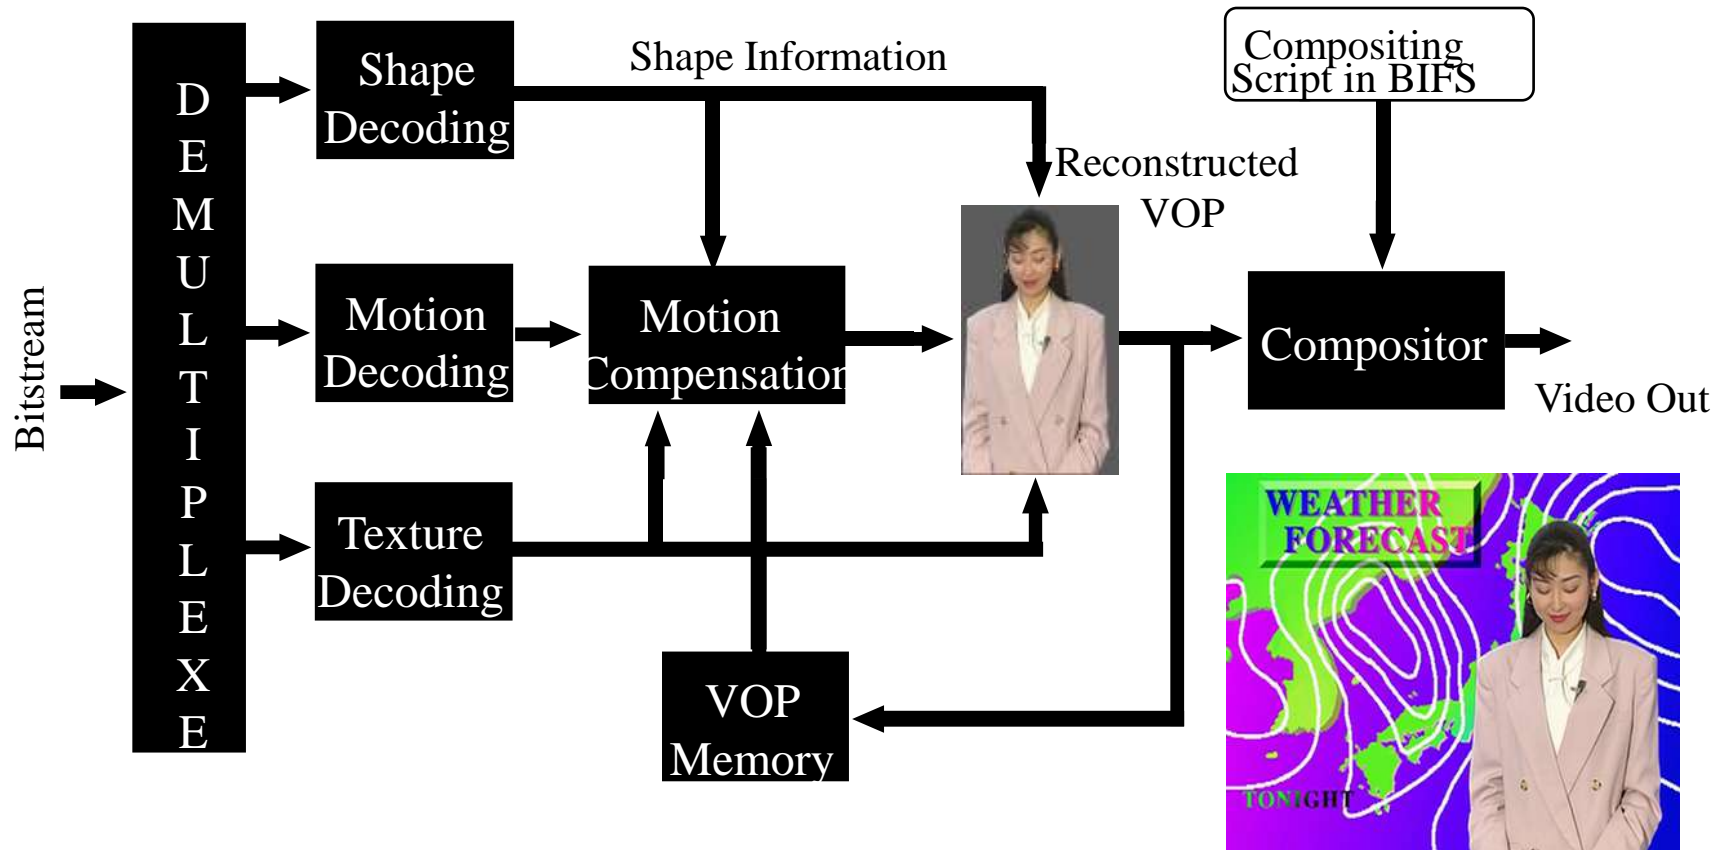 Bitstream
DEMULTIPLEXE
Shape
Decoding
Motion
Decoding
Texture
Decoding
Shape Information
Motion
Compensation
VOP
Memory
Reconstructed
VOP
Compositing
Script in BIFS
Compositor
Video Out
WEATHER
FORECAST
TONIGHT